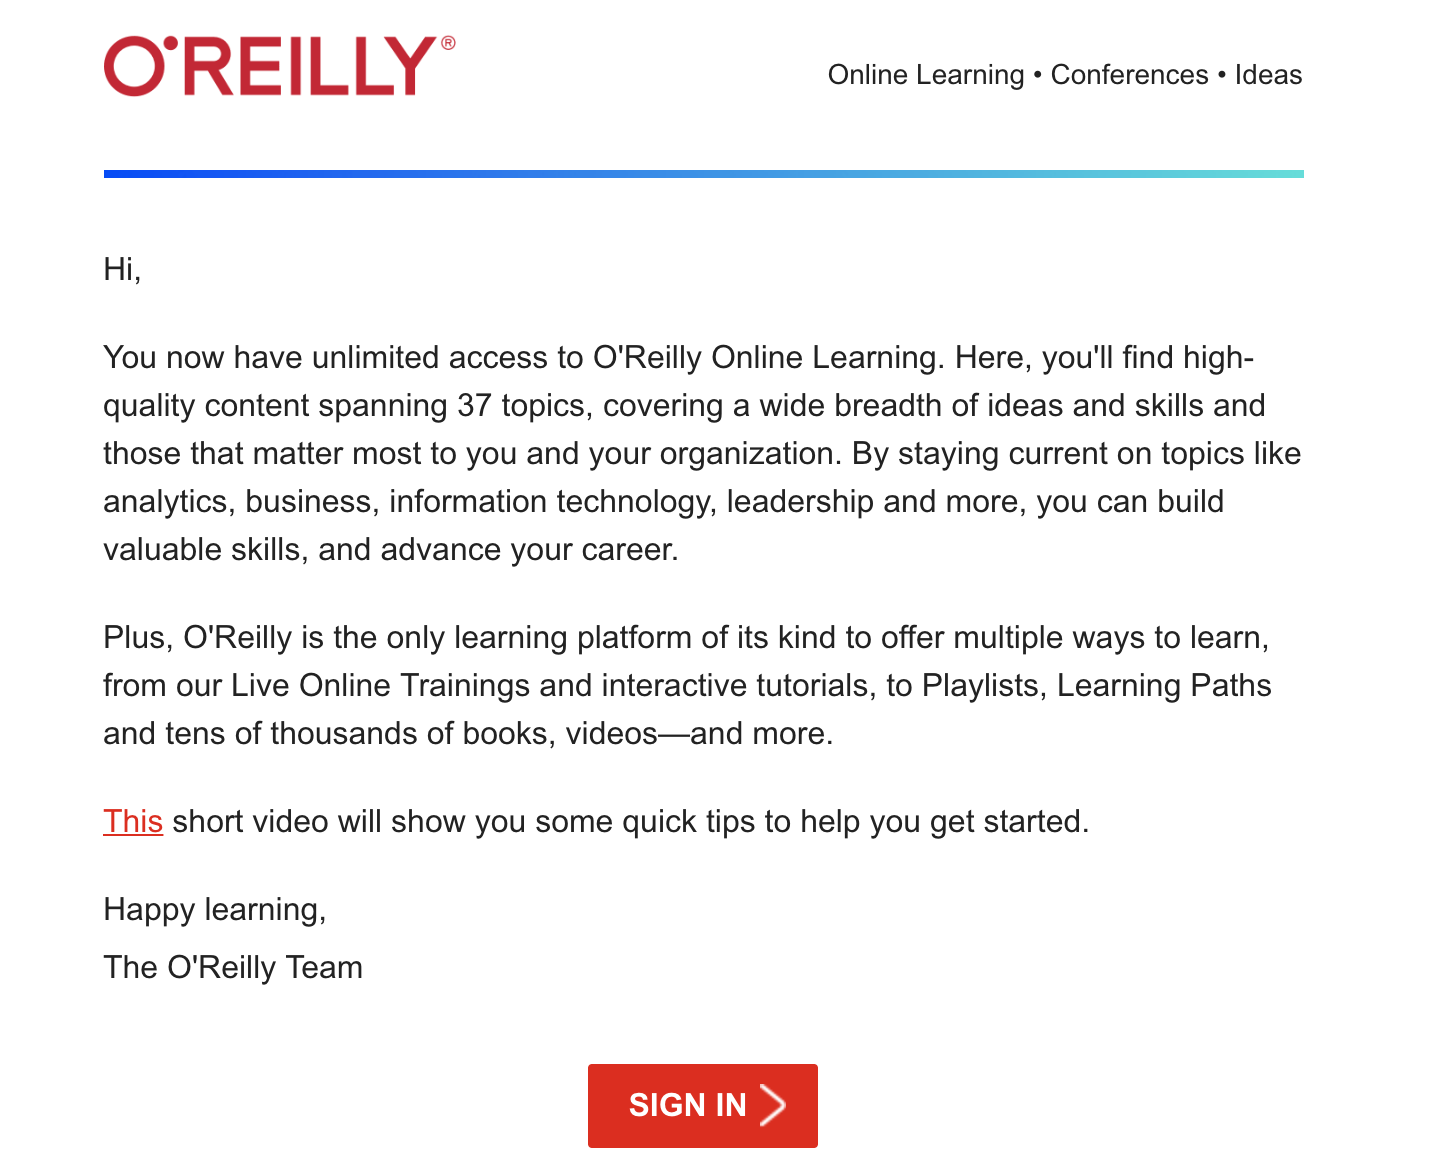 O'REILLY®
Online Learning • Conferences • Ideas
Hi,
You now have unlimited access to O'Reilly Online Learning. Here, you'll find high-
quality content spanning 37 topics, covering a wide breadth of ideas and skills and
those that matter most to you and your organization. By staying current on topics like
analytics, business, information technology, leadership and more, you can build
valuable skills, and advance your career.
Plus, O'Reilly is the only learning platform of its kind to offer multiple ways to learn,
from our Live Online Trainings and interactive tutorials, to Playlists, Learning Paths
and tens of thousands of books, videos—and more.
This short video will show you some quick tips to help you get started.
Happy learning,
The O'Reilly Team
SIGN IN